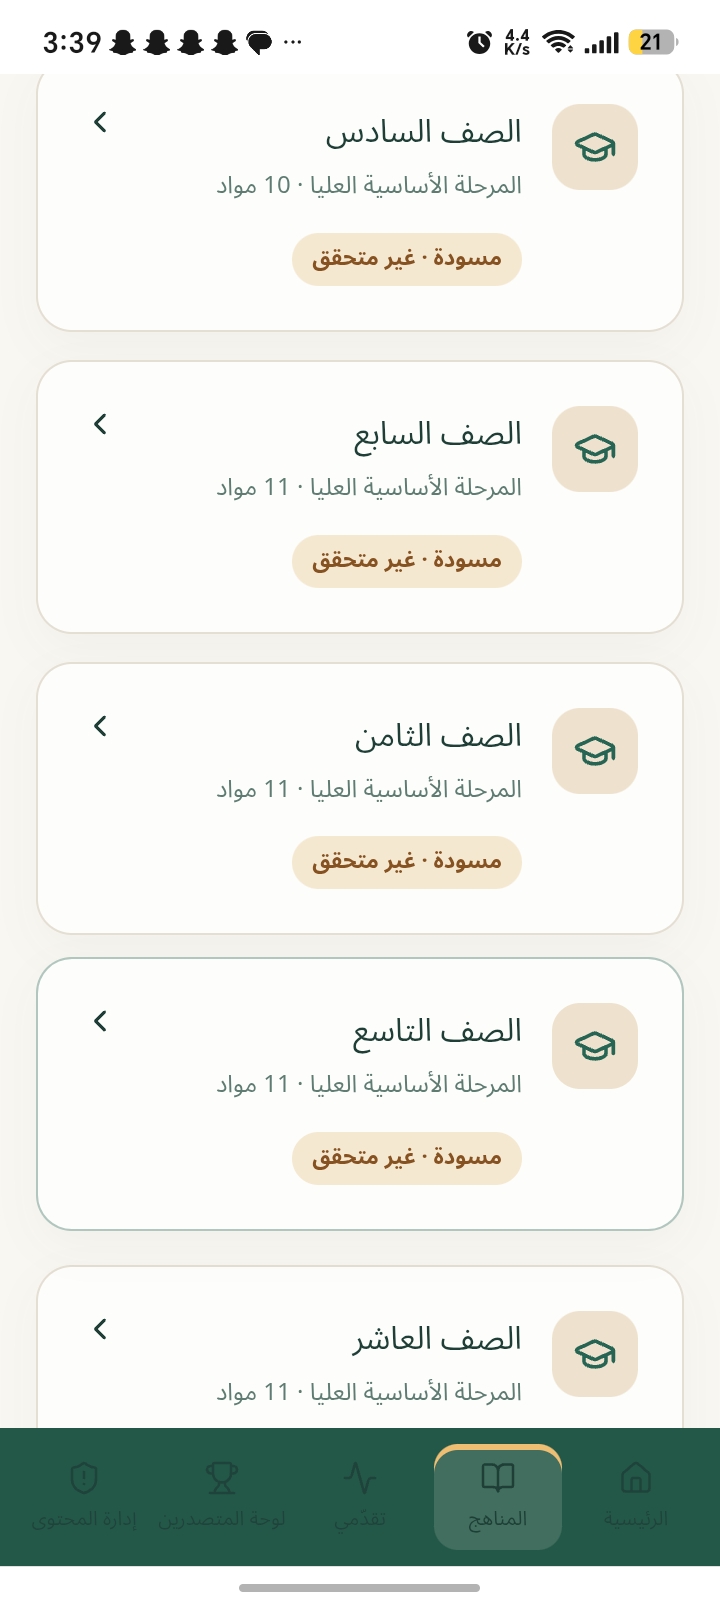 3:39 ... 4.4 K/s 21
الصف السادس
المرحلة الأساسية العليا · 10 مواد
مسودة · غير متحقق
الصف السابع
المرحلة الأساسية العليا · 11 مواد
مسودة · غير متحقق
الصف الثامن
المرحلة الأساسية العليا · 11 مواد
مسودة · غير متحقق
الصف التاسع
المرحلة الأساسية العليا · 11 مواد
مسودة · غير متحقق
الصف العاشر
المرحلة الأساسية العليا · 11 مواد
الرئيسية المناهج تقدّمي لوحة المتصدرين إدارة المحتوى